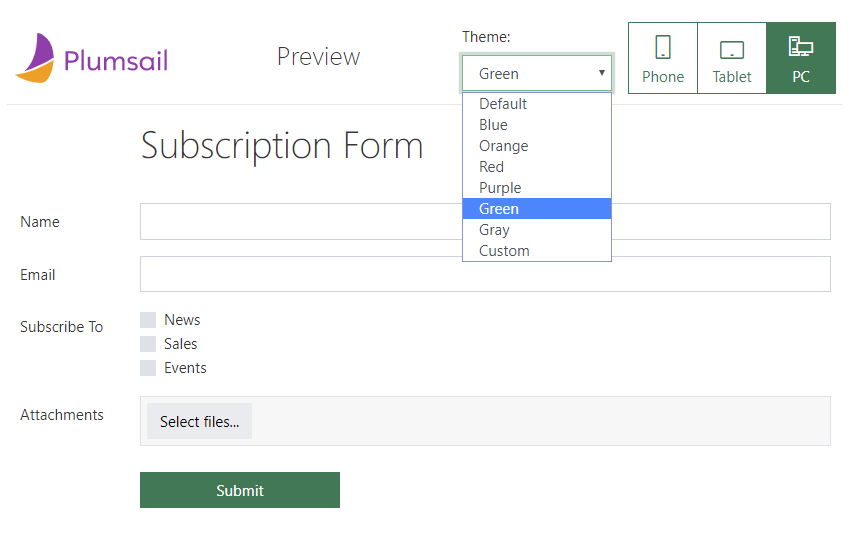 Plumsail
Preview
Theme:
Green
Phone
Tablet
PC
Default
Blue
Orange
Red
Purple
Green
Gray
Custom
Subscription Form
Name
Email
Subscribe To
News
Sales
Events
Attachments
Select files...
Submit